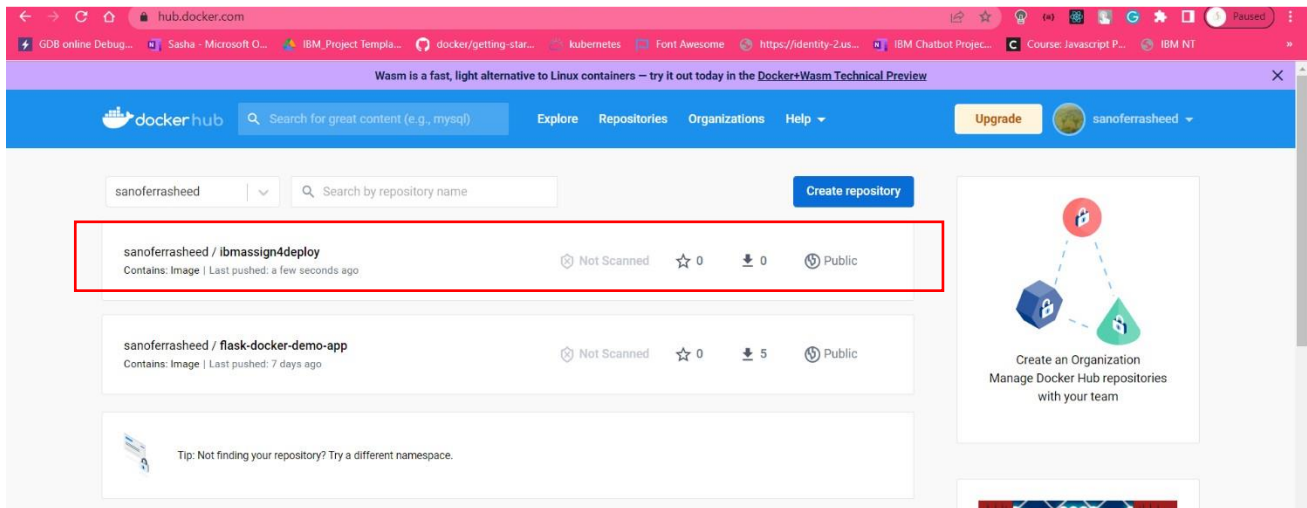 hub.docker.com
Paused
GDB online Debug... Sasha - Microsoft O... IBM_Project Templa... docker/getting-star... kubernetes Font Awesome https://identity-2.us... IBM Chatbot Projec... Course: Javascript P... IBM NT »
Wasm is a fast, light alternative to Linux containers — try it out today in the Docker+Wasm Technical Preview
docker hub Search for great content (e.g., mysql) Explore Repositories Organizations Help Upgrade sanoferrasheed
sanoferrasheed Search by repository name Create repository
sanoferrasheed / ibmassign4deploy
Contains: Image | Last pushed: a few seconds ago
Not Scanned 0 0 Public
sanoferrasheed / flask-docker-demo-app
Contains: Image | Last pushed: 7 days ago
Not Scanned 0 5 Public
Tip: Not finding your repository? Try a different namespace.
Create an Organization
Manage Docker Hub repositories
with your team